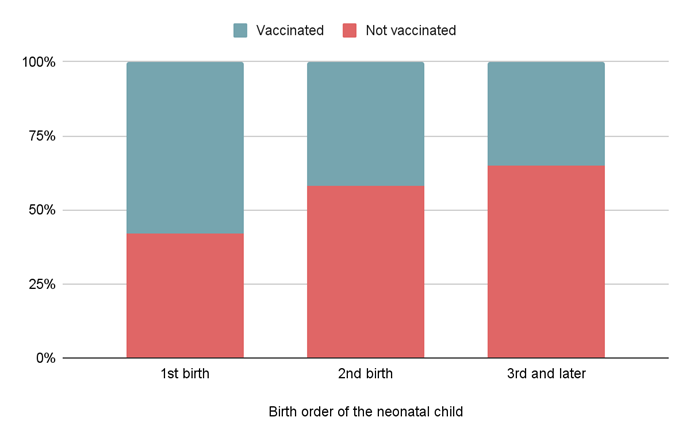 Vaccinated Not vaccinated
100%
75%
50%
25%
0%
1st birth 2nd birth 3rd and later
Birth order of the neonatal child